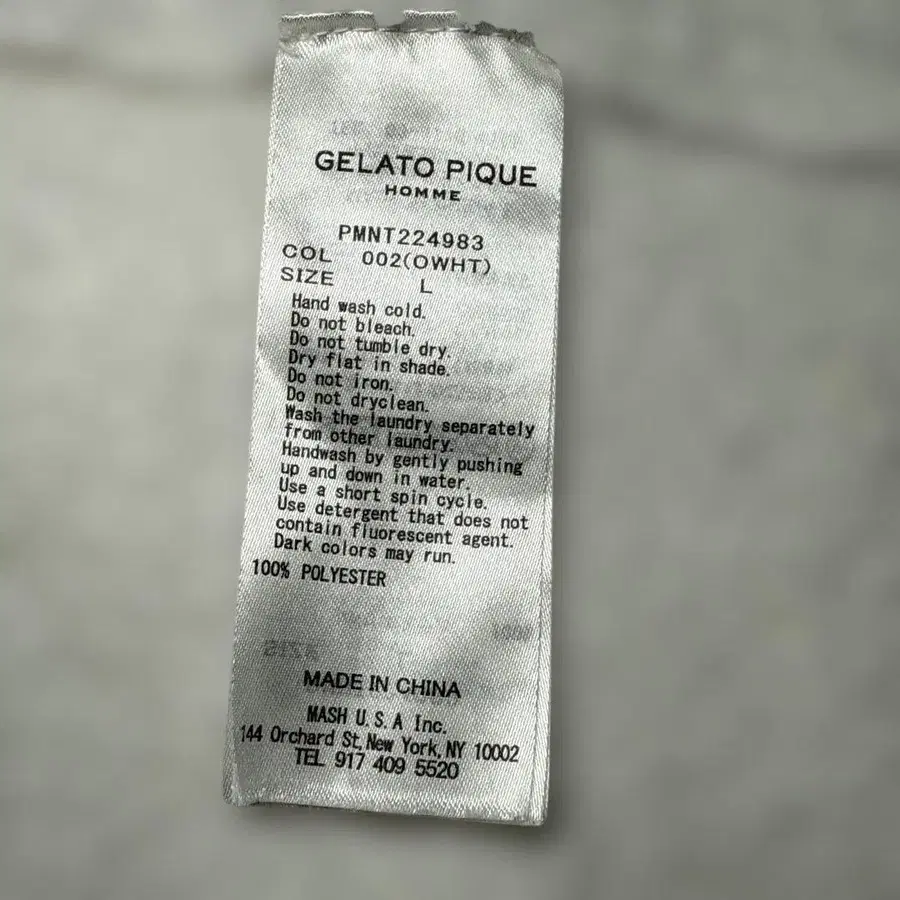 GELATO PIQUE
HOMME
PMNT224983
COL 002(OWHT)
SIZE L
Hand wash cold.
Do not bleach.
Do not tumble dry.
Dry flat in shade.
Do not iron.
Do not dryclean.
Wash the laundry separately
from other laundry.
Handwash by gently pushing
up and down in water.
Use a short spin cycle.
Use detergent that does not
contain fluorescent agent.
Dark colors may run.
100% POLYESTER
MADE IN CHINA
MASH U.S.A Inc.
144 Orchard St,New York,NY 10002
TEL 917 409 5520